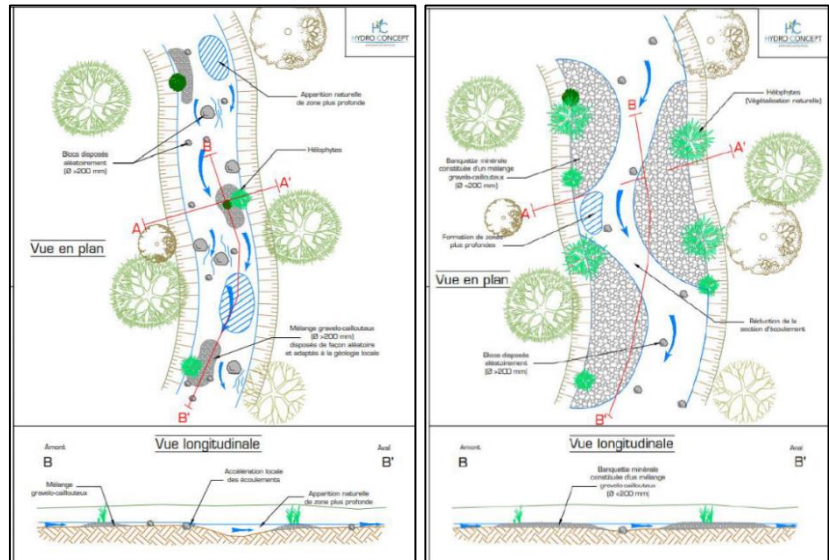 HC
HYDRO CONCEPT
Apparition naturelle
de zone plus profonde
Blocs disposés
aléatoirement
(Ø >200 mm)
B
Hélophytes
A'
A
Vue en plan
Mélange gravelo-caillouteux
(Ø >200 mm)
disposés de façon aléatoire
et adaptés à la géologie locale
B'
Vue longitudinale
Amont
Aval
B
B'
Mélange
gravelo-caillouteux
Accélération locale
des écoulements
Apparition naturelle
de zone plus profonde
HC
HYDRO CONCEPT
Hélophytes
(Végétalisation naturelle)
B
A'
Banquette minérale
constituée d'un mélange
gravelo-caillouteux
(Ø <200 mm)
A
Formation de zones
plus profondes
Vue en plan
Réduction de la
section d'écoulement
Blocs disposés
aléatoirement
(Ø >200 mm)
B'
Vue longitudinale
Amont
Aval
B
B'
Banquette minérale
constituée d'un mélange
gravelo-caillouteux
(Ø <200 mm)